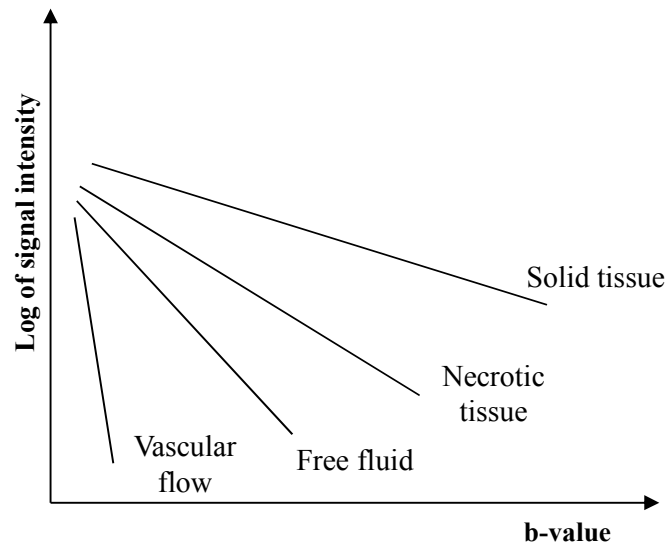 Log of signal intensity
Solid tissue
Necrotic
tissue
Vascular
flow
Free fluid
b-value